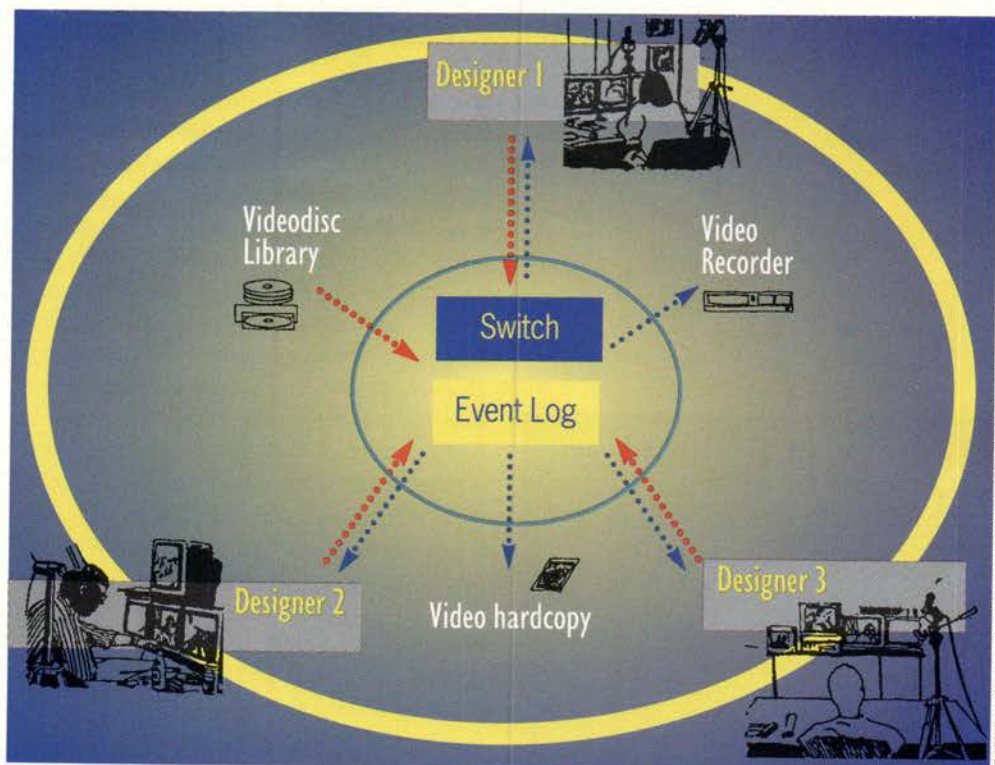 Designer 1
Videodisc
Library
Video
Recorder
Switch
Event Log
Designer 2
Video hardcopy
Designer 3